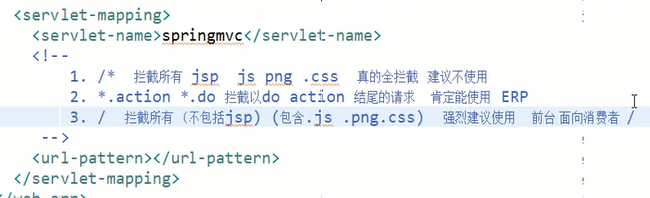 <servlet-mapping>
<servlet-name>springmvc</servlet-name>
<!--
1. /* 拦截所有 jsp js png .css 真的全拦截 建议不使用
2. *.action *.do 拦截以do action 结尾的请求 肯定能使用 ERP
3. / 拦截所有 (不包括jsp) (包含.js .png.css) 强烈建议使用 前台 面向消费者 /
-->
<url-pattern></url-pattern>
</servlet-mapping>
</web-app>